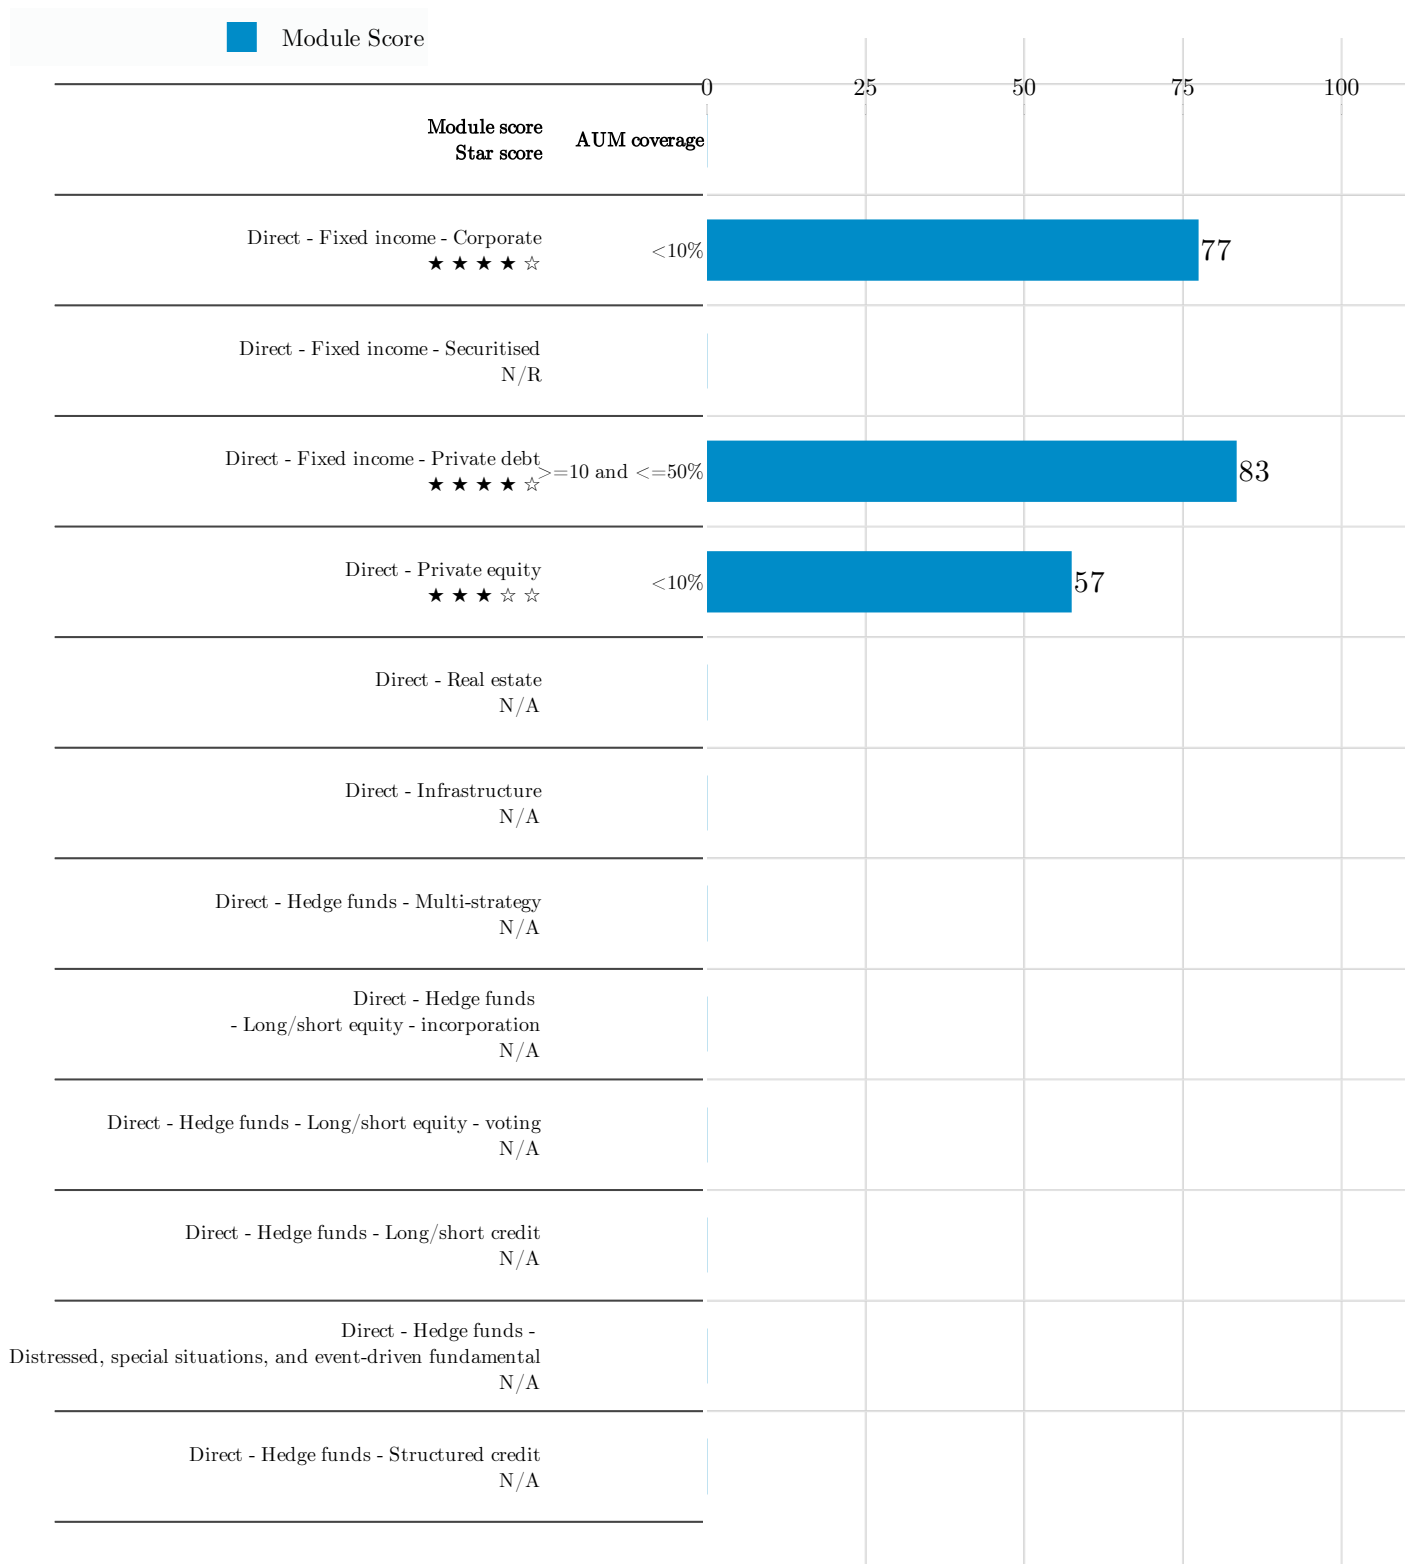 Module Score
0 25 50 75 100
Module score
Star score
AUM coverage
Direct - Fixed income - Corporate
★ ★ ★ ★ ☆
<10%
77
Direct - Fixed income - Securitised
N/R
Direct - Fixed income - Private debt
★ ★ ★ ★ ☆
>=10 and <=50%
83
Direct - Private equity
★ ★ ★ ☆ ☆
<10%
57
Direct - Real estate
N/A
Direct - Infrastructure
N/A
Direct - Hedge funds - Multi-strategy
N/A
Direct - Hedge funds
- Long/short equity - incorporation
N/A
Direct - Hedge funds - Long/short equity - voting
N/A
Direct - Hedge funds - Long/short credit
N/A
Direct - Hedge funds -
Distressed, special situations, and event-driven fundamental
N/A
Direct - Hedge funds - Structured credit
N/A